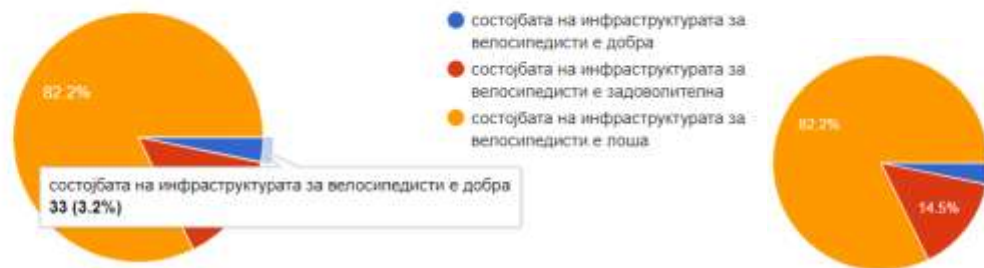 82.2%
состојбата на инфраструктурата за велосипедисти е добра
33 (3.2%)
состојбата на инфраструктурата за
велосипедисти е добра
состојбата на инфраструктурата за
велосипедисти е задоволителна
состојбата на инфраструктурата за
велосипедисти е лоша
82.2%
14.5%